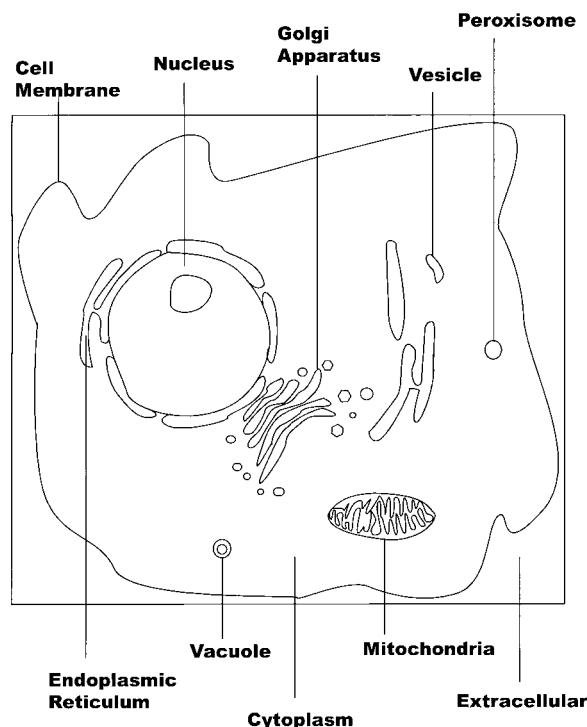 Peroxisome
Golgi
Apparatus
Nucleus
Vesicle
Cell
Membrane
Vacuole
Mitochondria
Endoplasmic
Reticulum
Extracellular
Cytoplasm